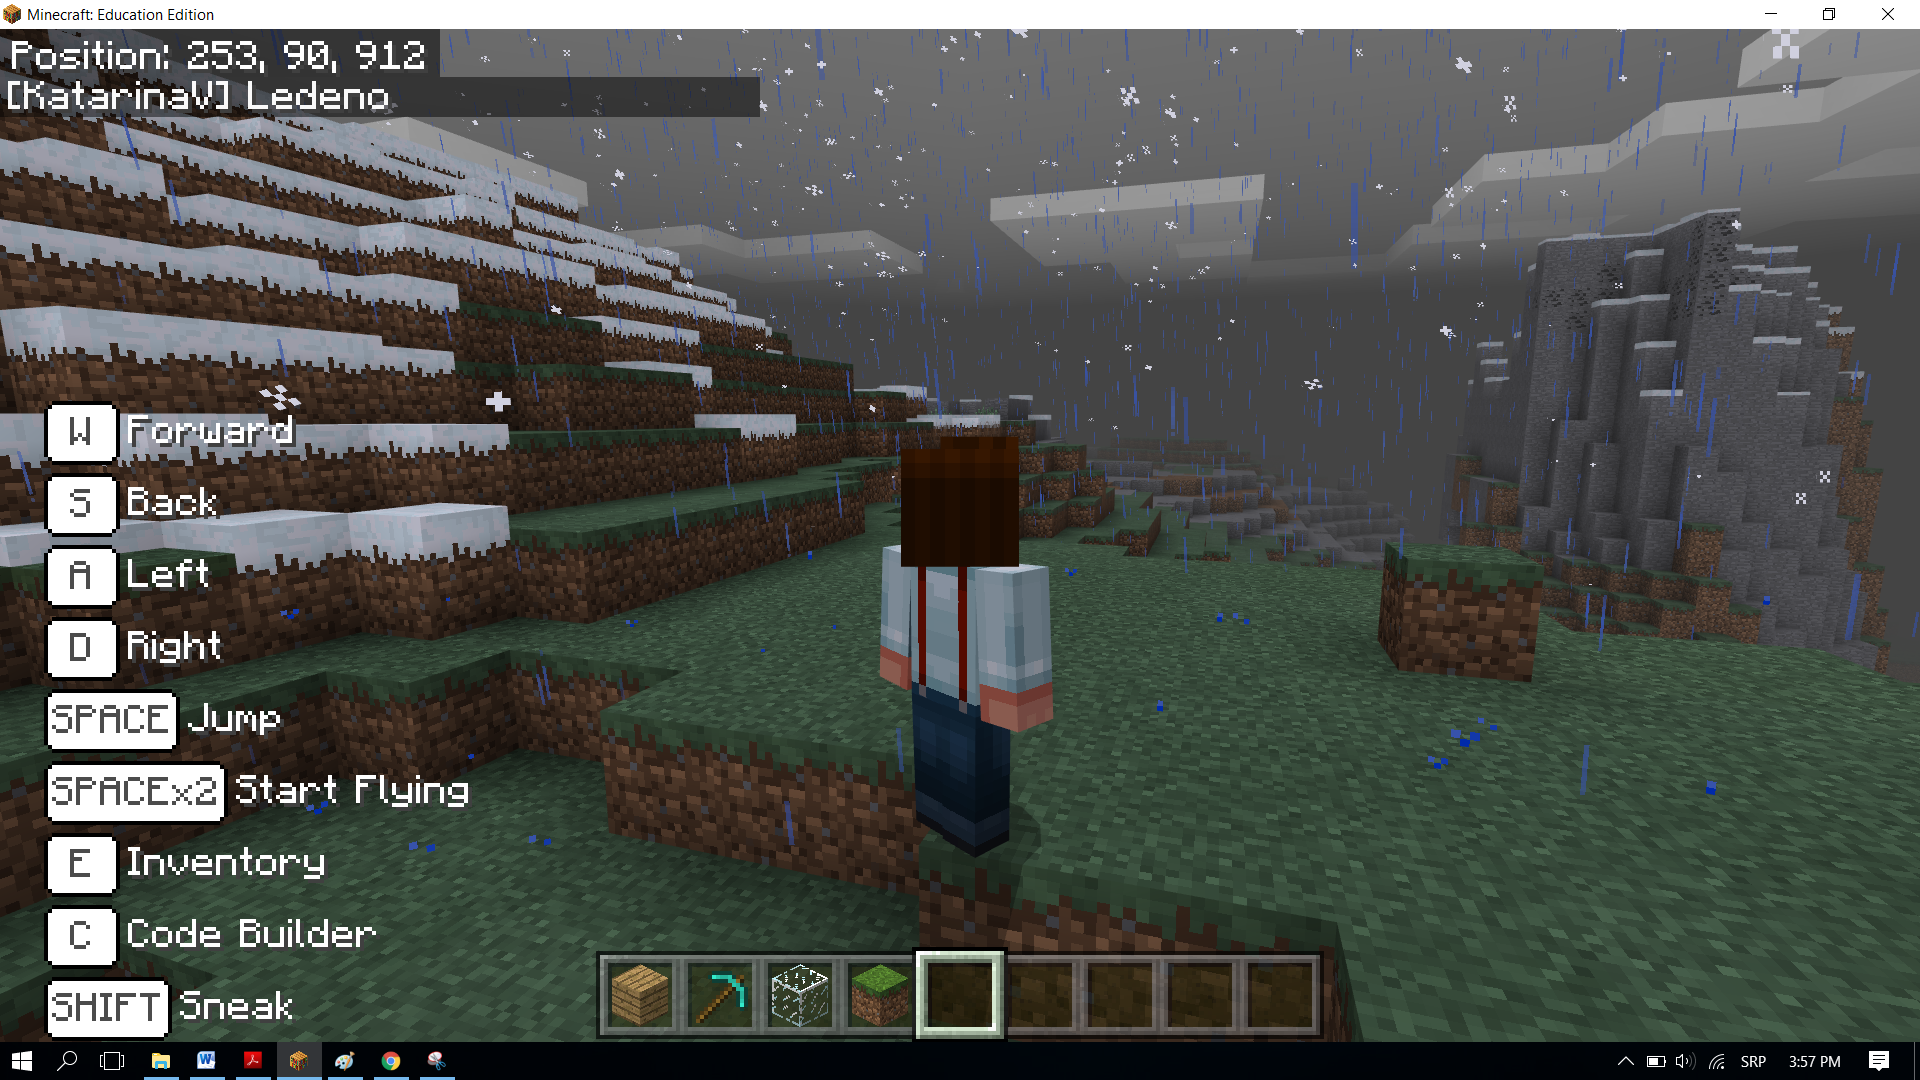 Minecraft: Education Edition
Position: 253, 90, 912
[KatarinaV] Ledeno
W Forward
S Back
A Left
D Right
SPACE Jump
SPACEx2 Start Flying
E Inventory
C Code Builder
SHIFT Sneak
SRP 3:57 PM